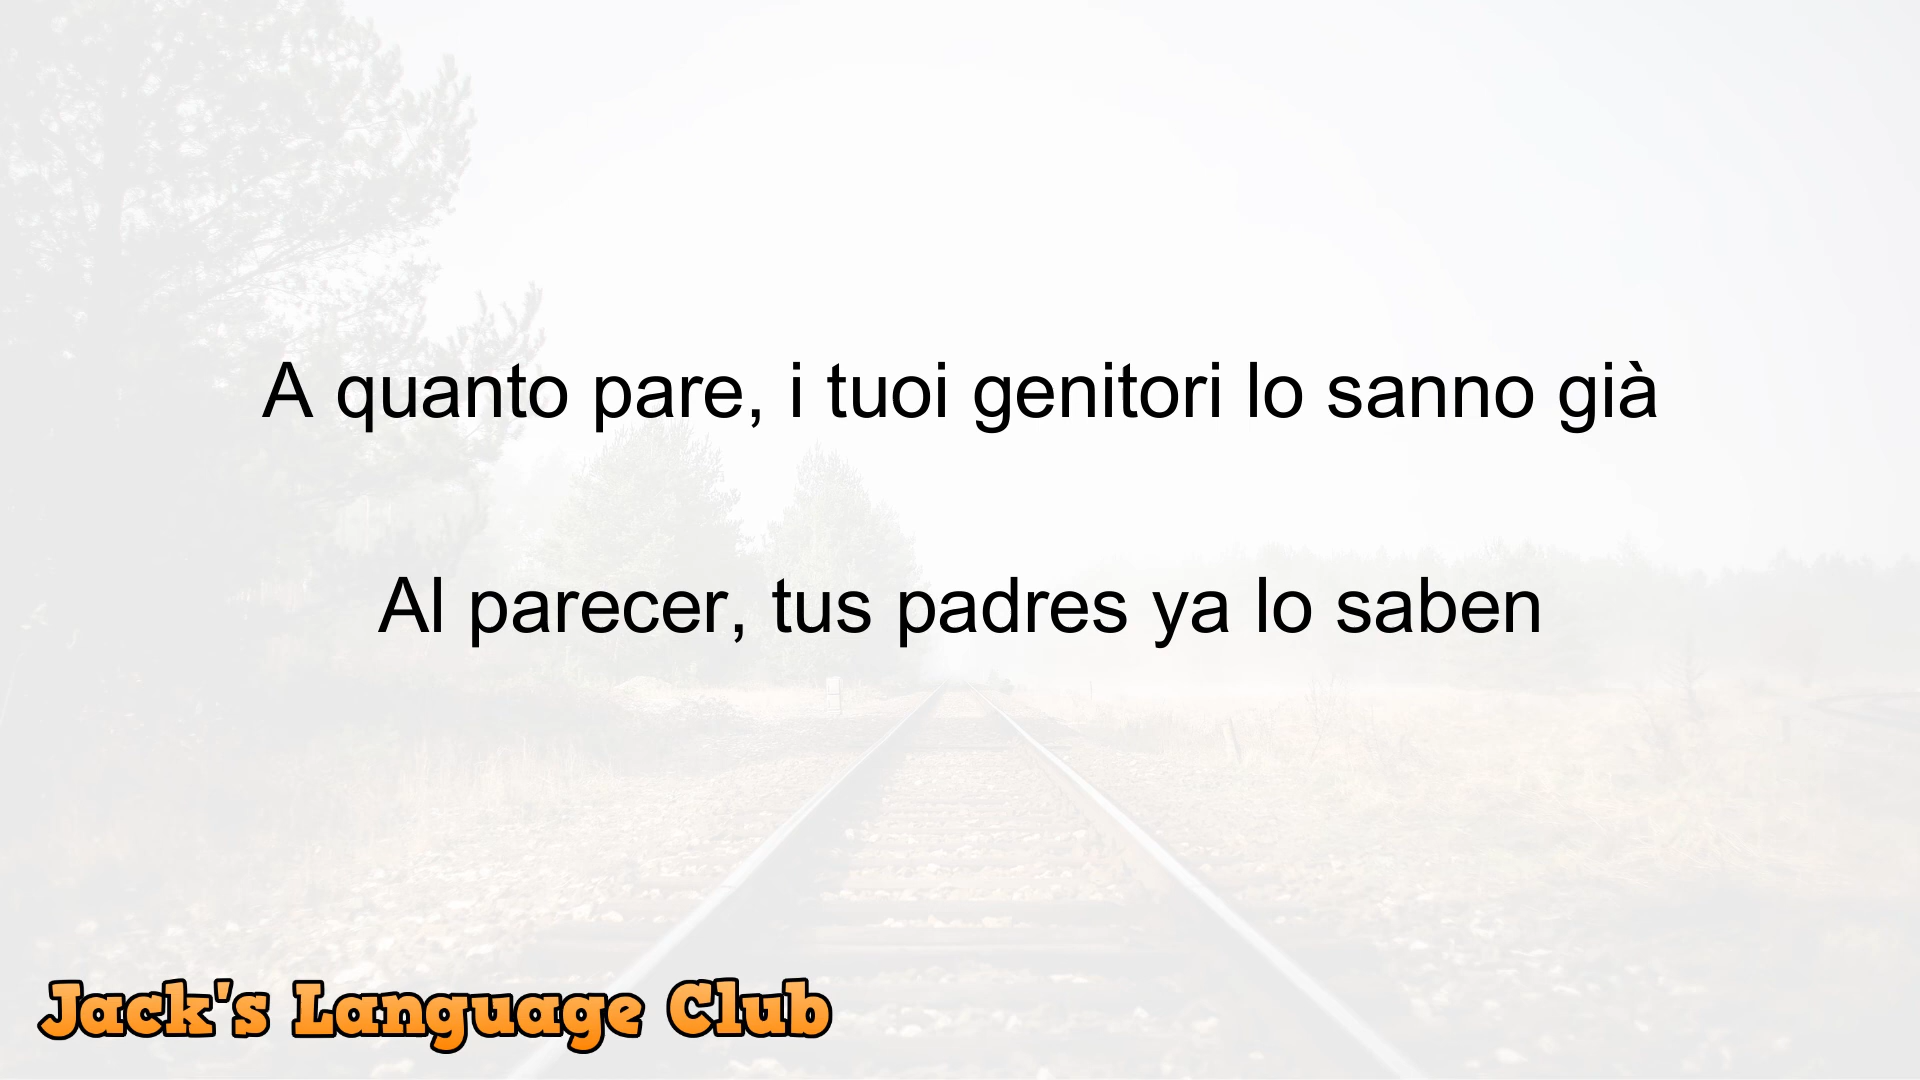 A quanto pare, i tuoi genitori lo sanno già
Al parecer, tus padres ya lo saben
Jack's Language Club